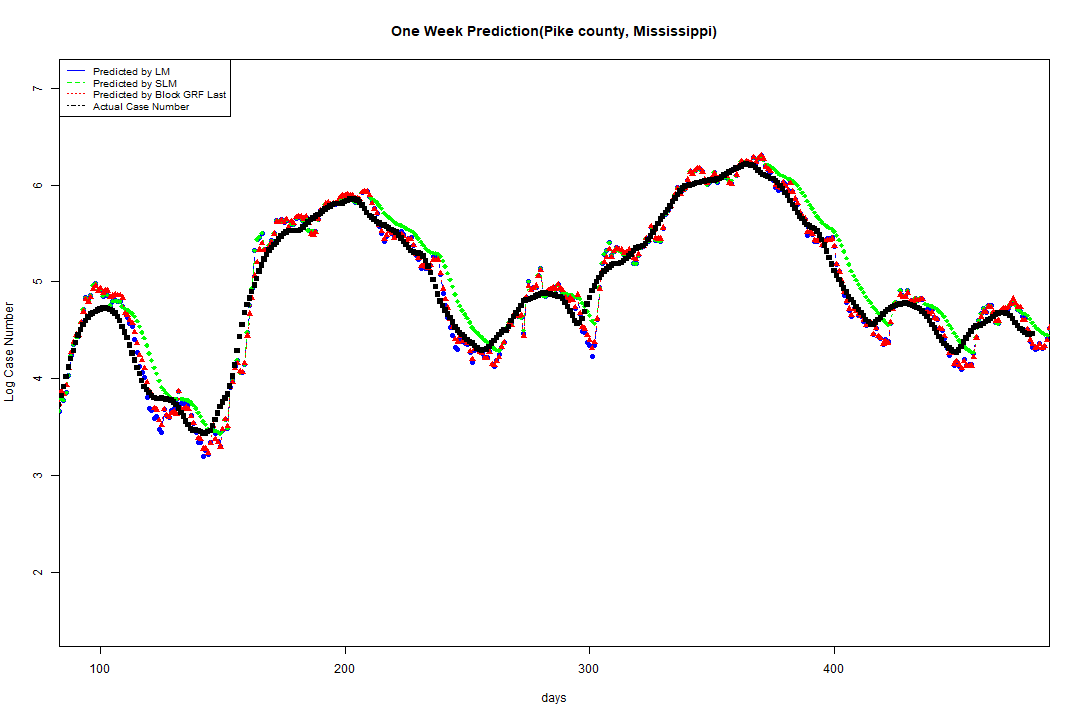 One Week Prediction(Pike county, Mississippi)
Predicted by LM
Predicted by SLM
Predicted by Block GRF Last
Actual Case Number
7
6
5
4
3
2
Log Case Number
100 200 300 400
days